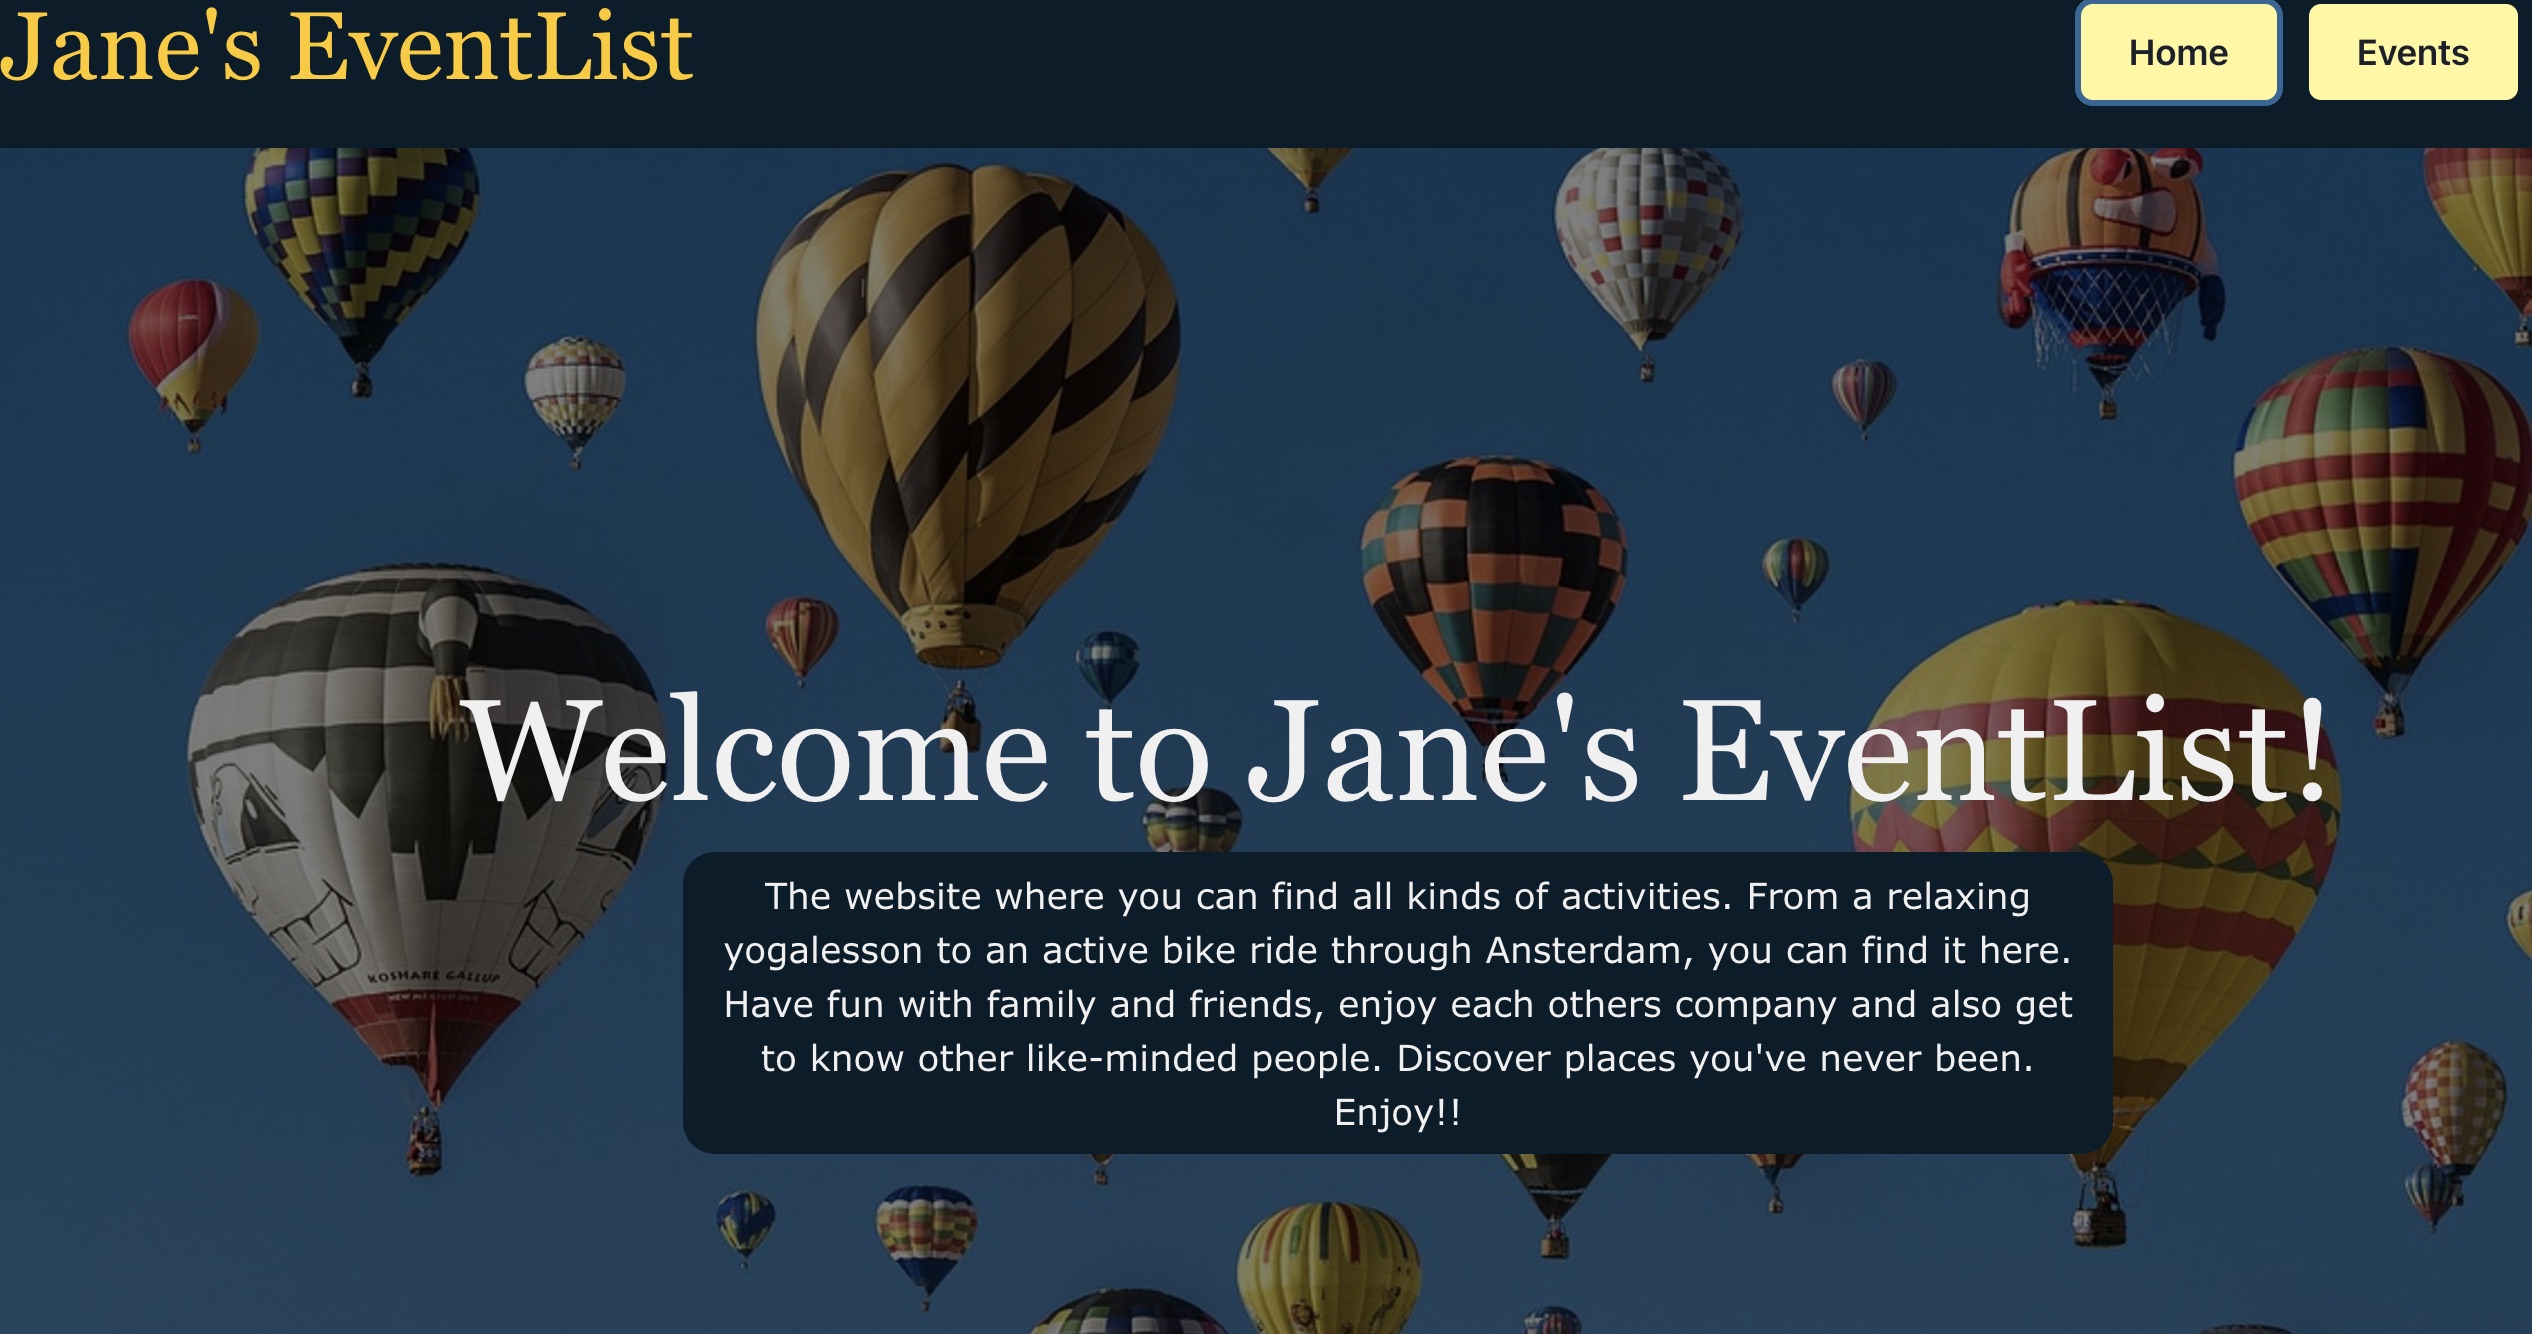 Jane's EventList
Home
Events
Welcome to Jane's EventList!
The website where you can find all kinds of activities. From a relaxing
yogalesson to an active bike ride through Ansterdam, you can find it here.
Have fun with family and friends, enjoy each others company and also get
to know other like-minded people. Discover places you've never been.
Enjoy!!
KOSHARE GALLUP
NEW MEXICO USA